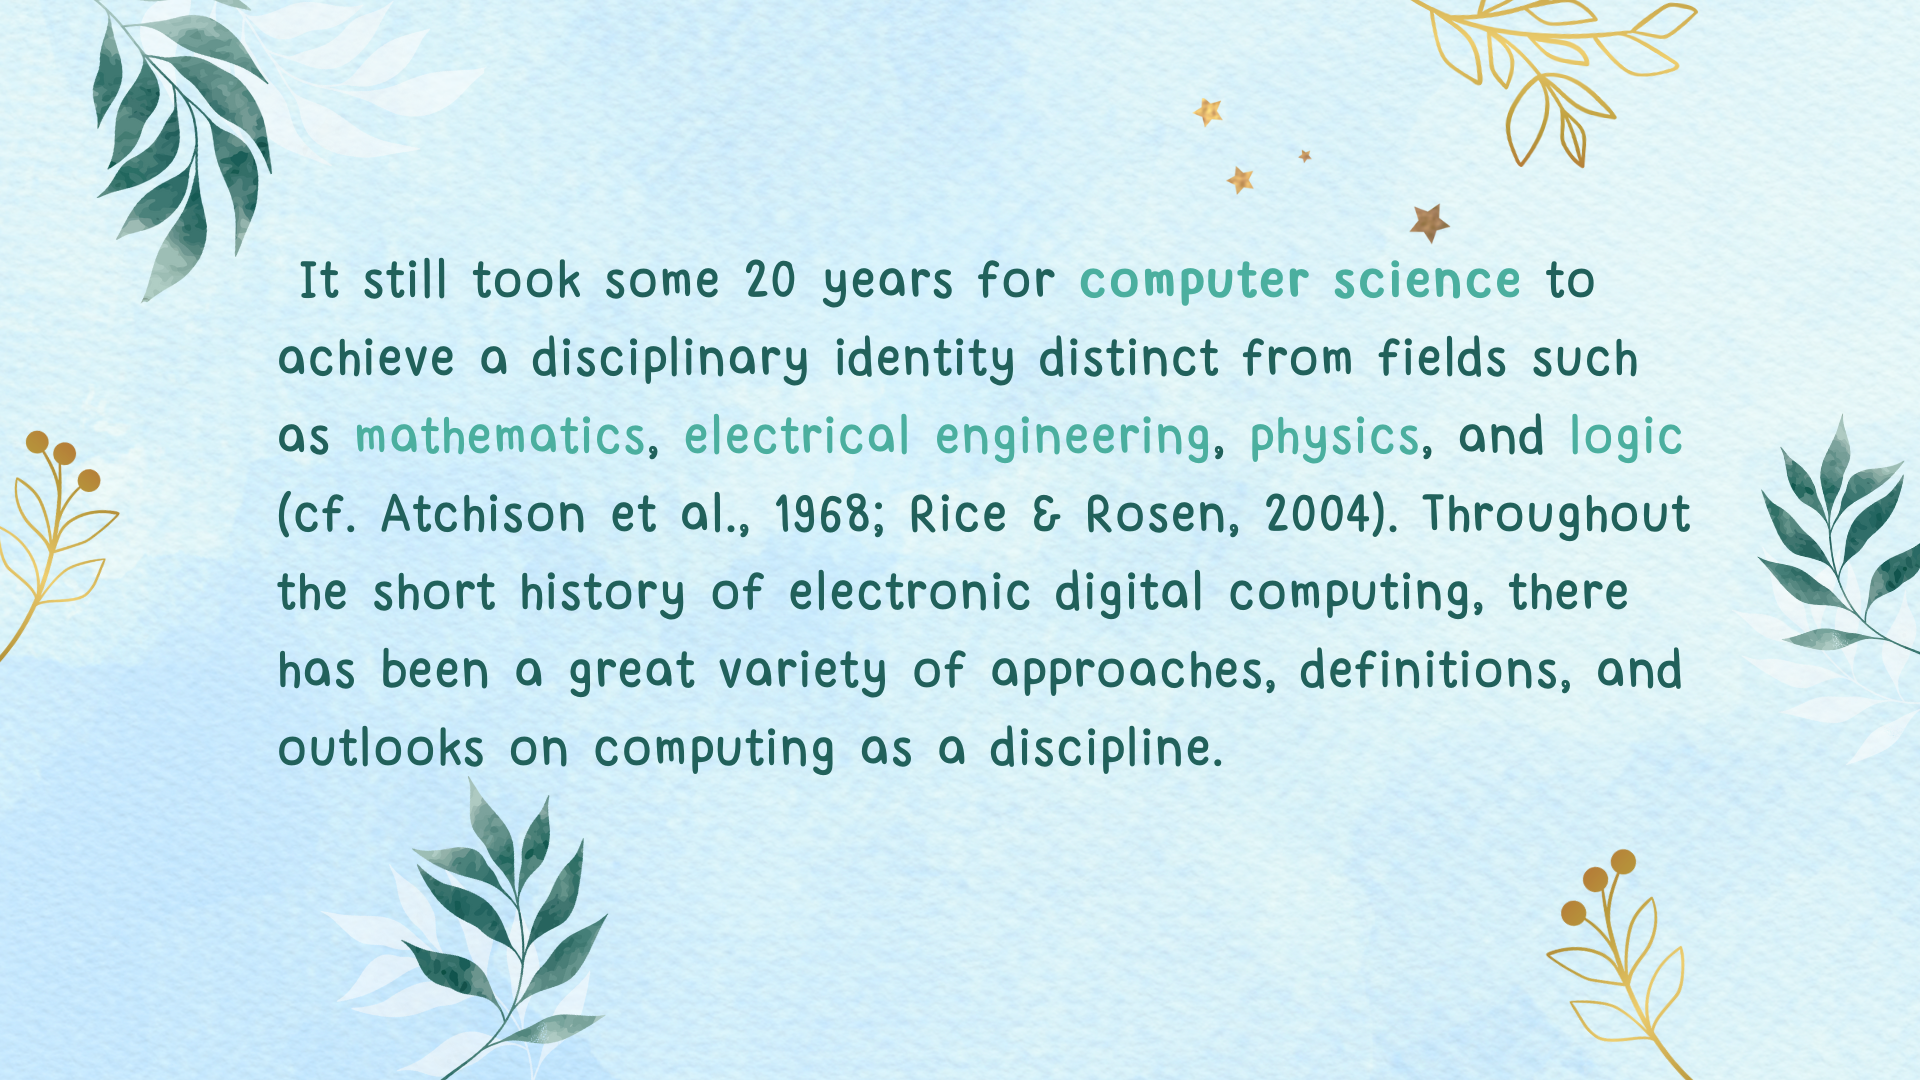 It still took some 20 years for computer science to
achieve a disciplinary identity distinct from fields such
as mathematics, electrical engineering, physics, and logic
(cf. Atchison et al., 1968; Rice & Rosen, 2004). Throughout
the short history of electronic digital computing, there
has been a great variety of approaches, definitions, and
outlooks on computing as a discipline.